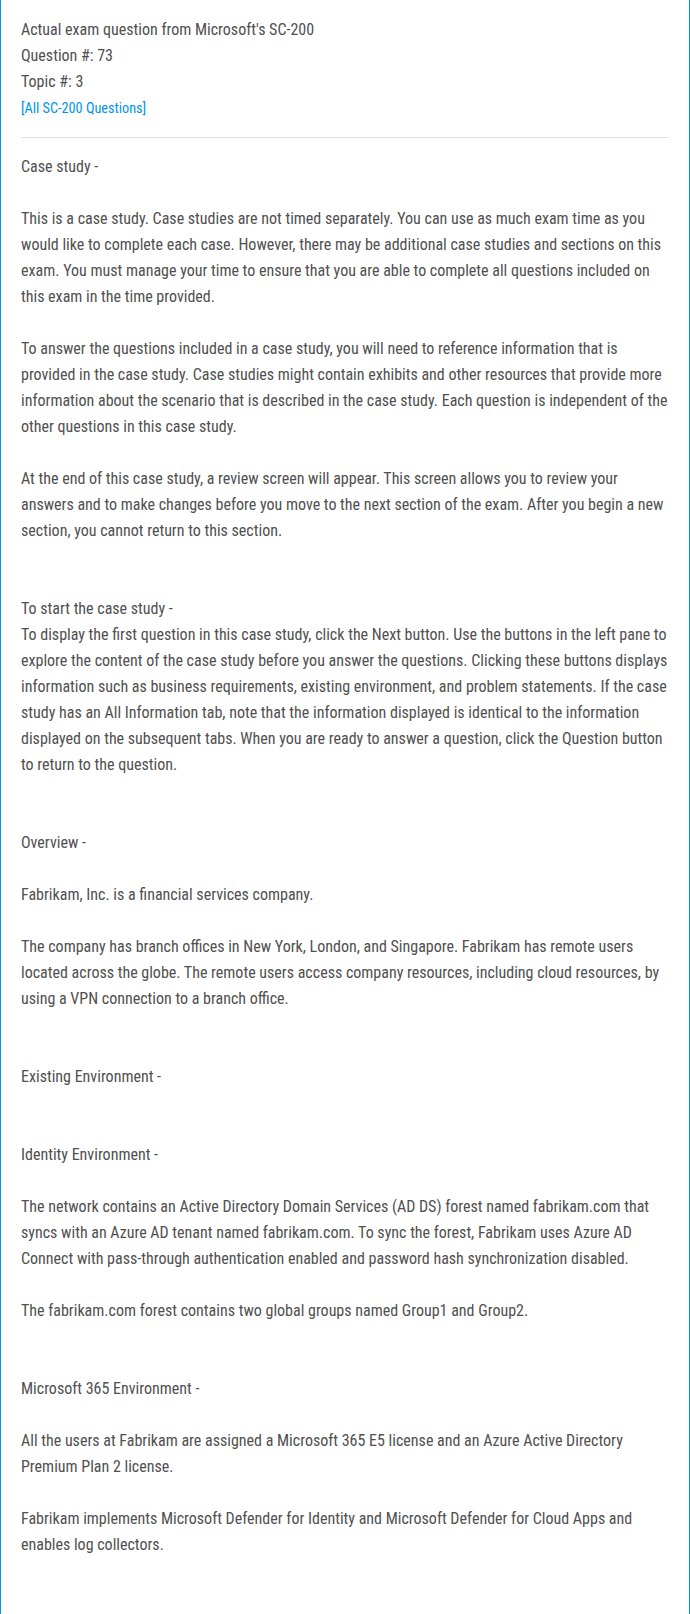 Actual exam question from Microsoft's SC-200
Question #: 73
Topic #: 3
[All SC-200 Questions]
Case study -
This is a case study. Case studies are not timed separately. You can use as much exam time as you
would like to complete each case. However, there may be additional case studies and sections on this
exam. You must manage your time to ensure that you are able to complete all questions included on
this exam in the time provided.
To answer the questions included in a case study, you will need to reference information that is
provided in the case study. Case studies might contain exhibits and other resources that provide more
information about the scenario that is described in the case study. Each question is independent of the
other questions in this case study.
At the end of this case study, a review screen will appear. This screen allows you to review your
answers and to make changes before you move to the next section of the exam. After you begin a new
section, you cannot return to this section.
To start the case study -
To display the first question in this case study, click the Next button. Use the buttons in the left pane to
explore the content of the case study before you answer the questions. Clicking these buttons displays
information such as business requirements, existing environment, and problem statements. If the case
study has an All Information tab, note that the information displayed is identical to the information
displayed on the subsequent tabs. When you are ready to answer a question, click the Question button
to return to the question.
Overview -
Fabrikam, Inc. is a financial services company.
The company has branch offices in New York, London, and Singapore. Fabrikam has remote users
located across the globe. The remote users access company resources, including cloud resources, by
using a VPN connection to a branch office.
Existing Environment -
Identity Environment -
The network contains an Active Directory Domain Services (AD DS) forest named fabrikam.com that
syncs with an Azure AD tenant named fabrikam.com. To sync the forest, Fabrikam uses Azure AD
Connect with pass-through authentication enabled and password hash synchronization disabled.
The fabrikam.com forest contains two global groups named Group1 and Group2.
Microsoft 365 Environment -
All the users at Fabrikam are assigned a Microsoft 365 E5 license and an Azure Active Directory
Premium Plan 2 license.
Fabrikam implements Microsoft Defender for Identity and Microsoft Defender for Cloud Apps and
enables log collectors.